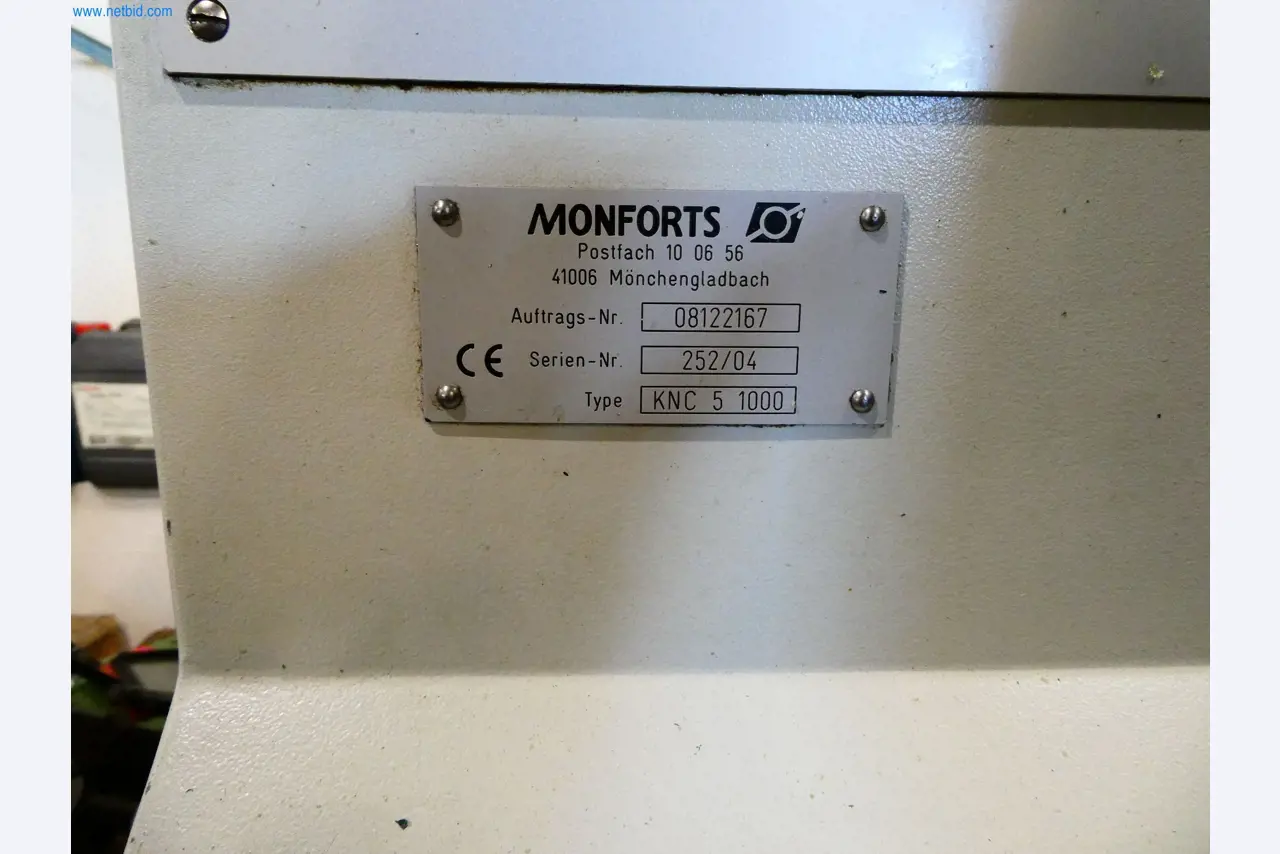 www.netbid.com
MONFORTS
Postfach 10 06 56
41006 Mönchengladbach
Auftrags-Nr. 08122167
CE Serien-Nr. 252/04
Type KNC 5 1000